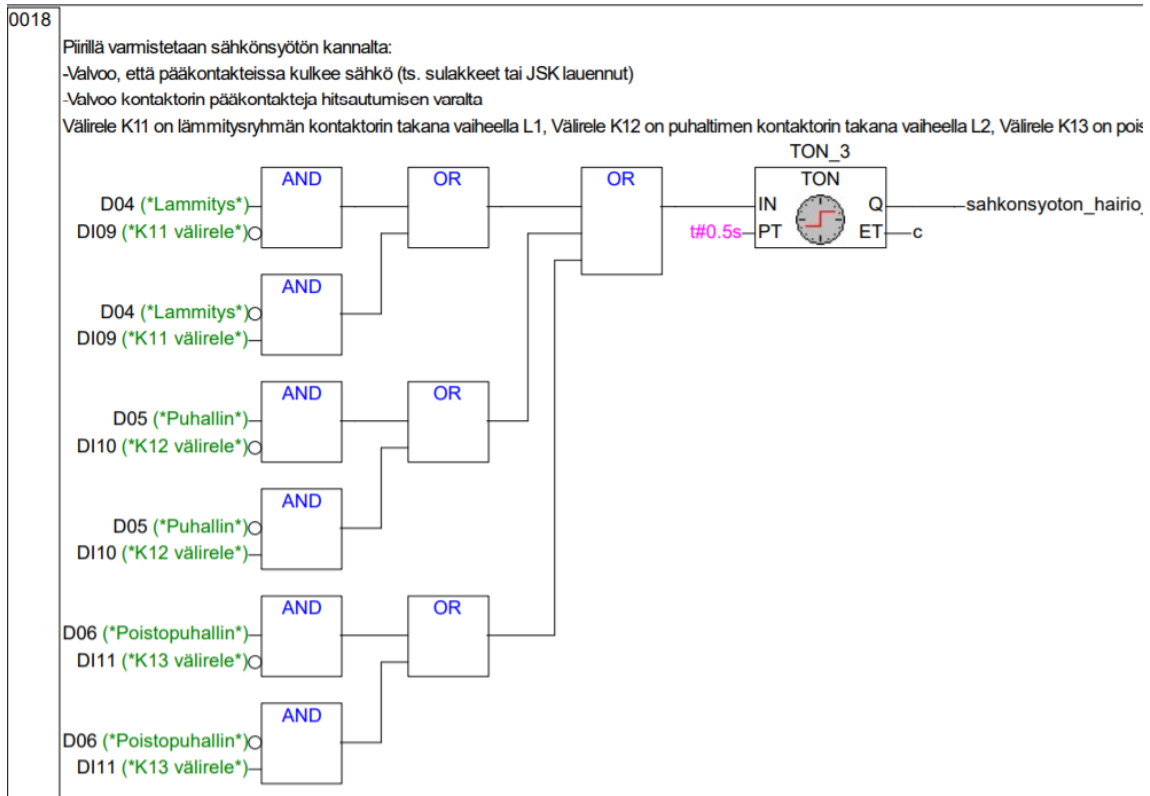 0018
Piirillä varmistetaan sähkönsyötön kannalta:
-Valvoo, että pääkontakteissa kulkee sähkö (ts. sulakkeet tai JSK lauennut)
-Valvoo kontaktorin pääkontakteja hitsautumisen varalta
Välirele K11 on lämmitysryhmän kontaktorin takana vaiheella L1, Välirele K12 on puhaltimen kontaktorin takana vaiheella L2, Välirele K13 on pois
TON_3
AND OR OR TON
D04 (*Lammitys*) IN Q sahkonsyoton_hairio_
DI09 (*K11 välirele*) t#0.5s PT ET c
AND
D04 (*Lammitys*)
DI09 (*K11 välirele*)
AND OR
D05 (*Puhallin*)
DI10 (*K12 välirele*)
AND
D05 (*Puhallin*)
DI10 (*K12 välirele*)
AND OR
D06 (*Poistopuhallin*)
DI11 (*K13 välirele*)
AND
D06 (*Poistopuhallin*)
DI11 (*K13 välirele*)